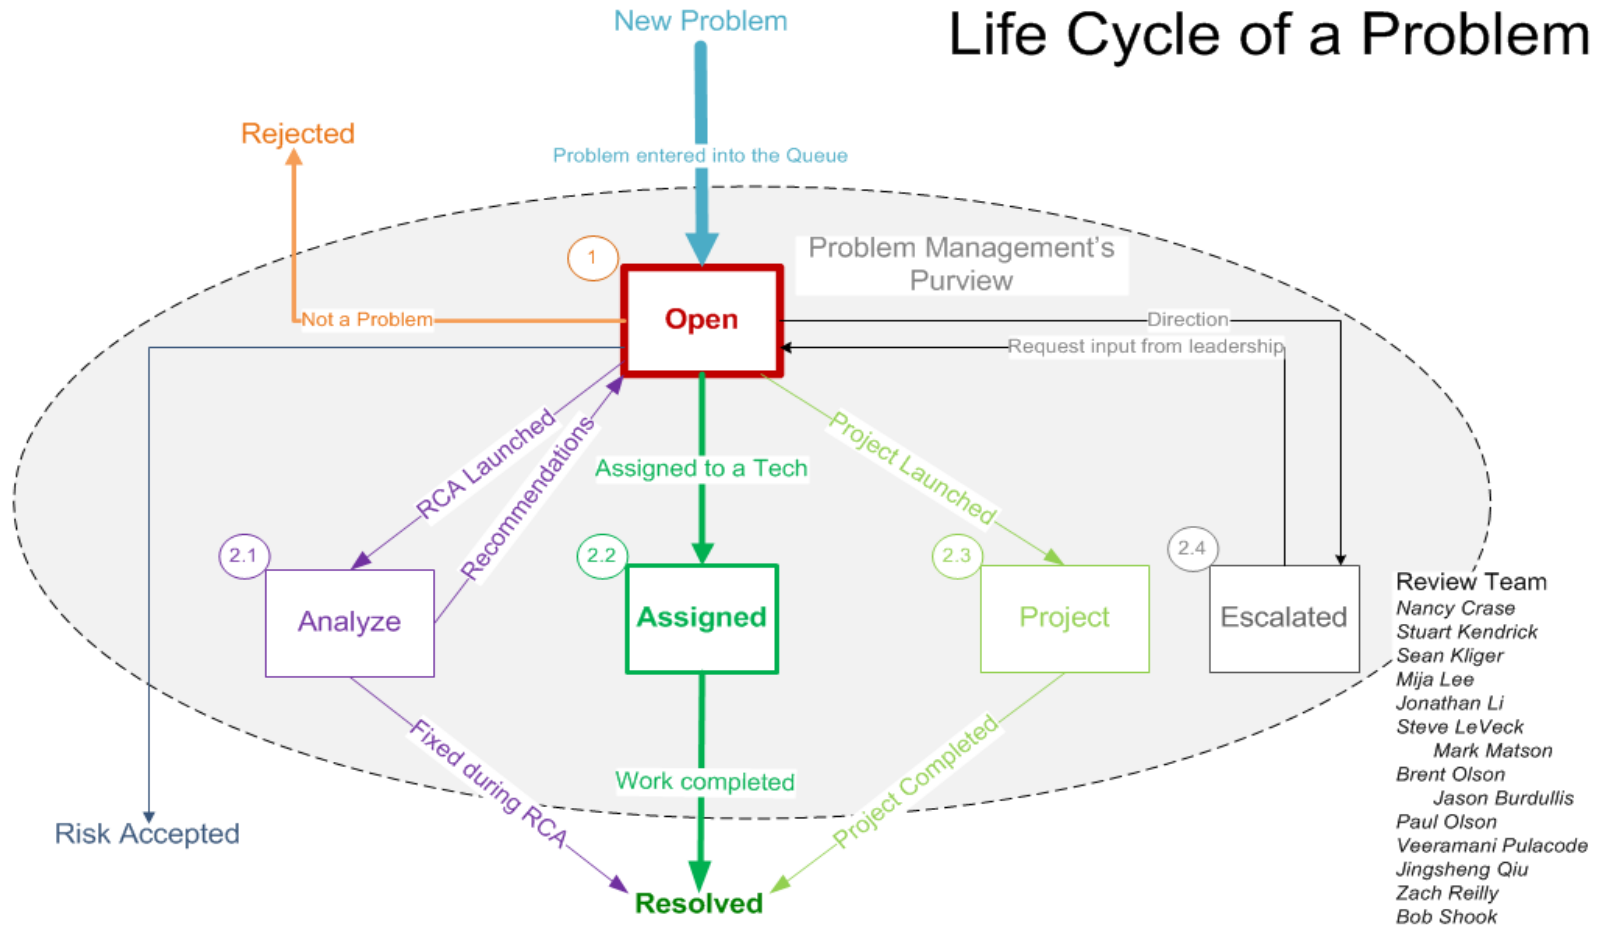 Life Cycle of a Problem
New Problem
Rejected
Problem entered into the Queue
1
Problem Management's
Purview
Open
Not a Problem
Direction
Request input from leadership
RCA Launched
Recommendations
Assigned to a Tech
Project Launched
2.1
2.2
2.3
2.4
Analyze
Assigned
Project
Escalated
Review Team
Nancy Crase
Stuart Kendrick
Sean Kliger
Mija Lee
Jonathan Li
Steve LeVeck
Mark Matson
Brent Olson
Jason Burdullis
Paul Olson
Veeramani Pulacode
Jingsheng Qiu
Zach Reilly
Bob Shook
Fixed during RCA
Work completed
Project Completed
Risk Accepted
Resolved